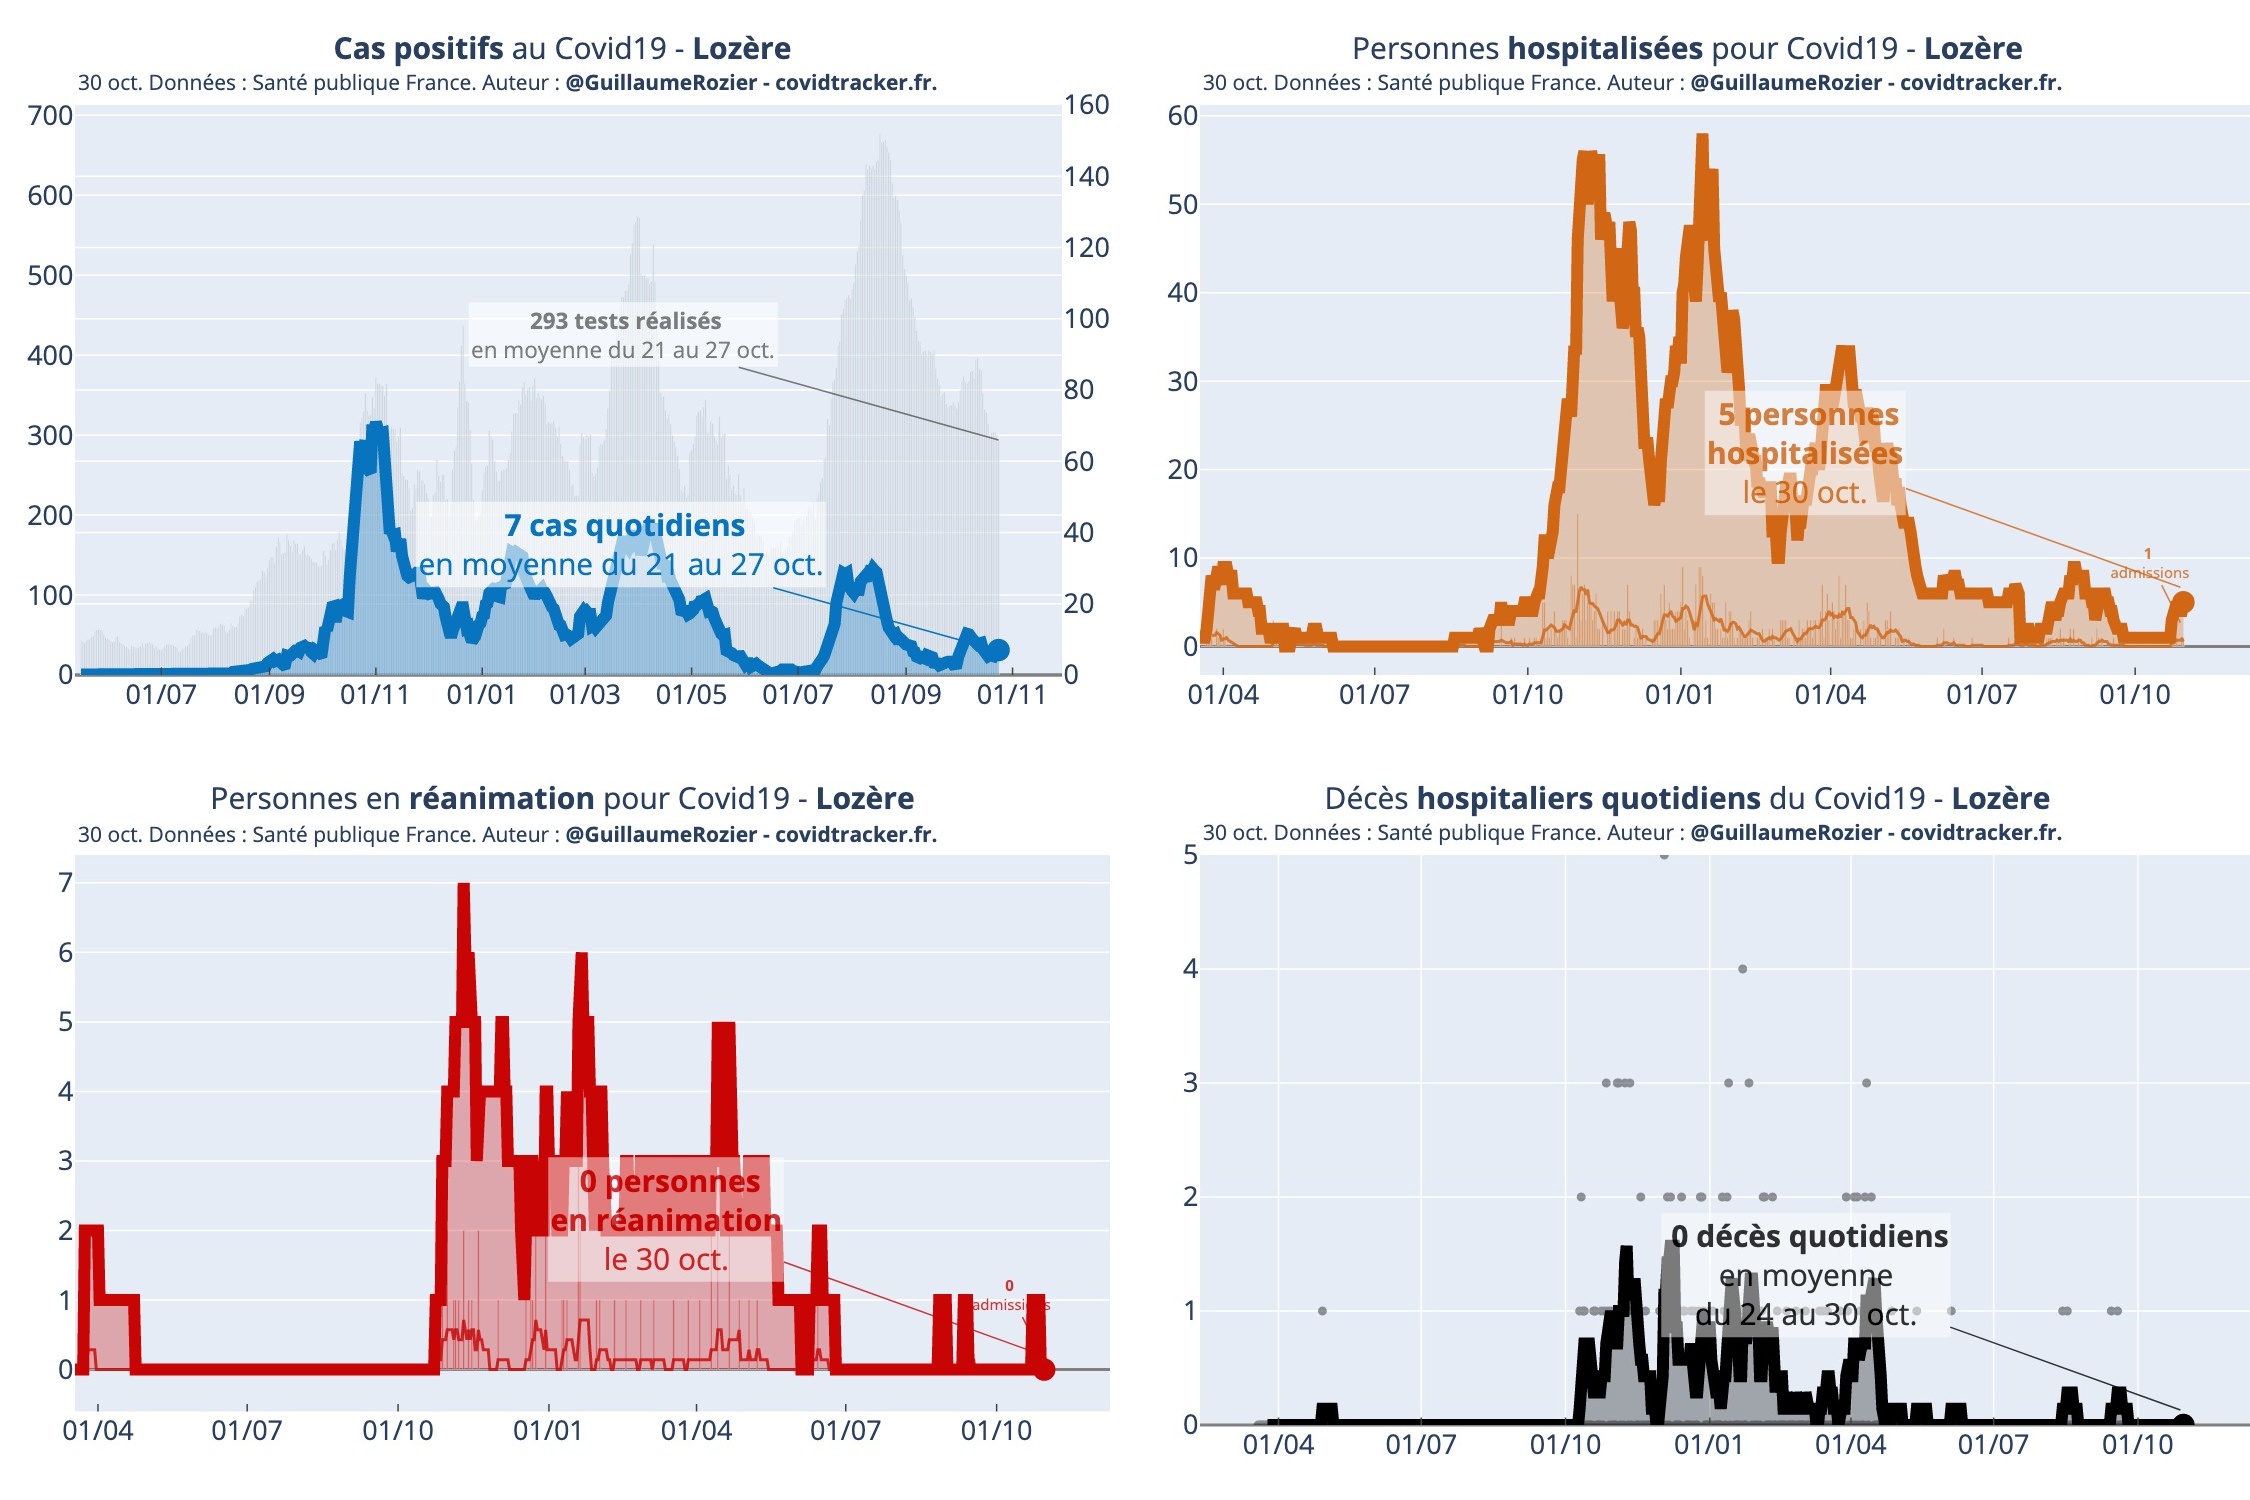 Cas positifs au Covid19 - Lozère
30 oct. Données : Santé publique France. Auteur : @GuillaumeRozier - covidtracker.fr.
700
600
500
400
300
200
100
0
160
140
120
100
80
60
40
20
0
293 tests réalisés
en moyenne du 21 au 27 oct.
7 cas quotidiens
en moyenne du 21 au 27 oct.
01/07 01/09 01/11 01/01 01/03 01/05 01/07 01/09 01/11
Personnes hospitalisées pour Covid19 - Lozère
30 oct. Données : Santé publique France. Auteur : @GuillaumeRozier - covidtracker.fr.
60
50
40
30
20
10
0
5 personnes
hospitalisées
le 30 oct.
1
admissions
01/04 01/07 01/10 01/01 01/04 01/07 01/10
Personnes en réanimation pour Covid19 - Lozère
30 oct. Données : Santé publique France. Auteur : @GuillaumeRozier - covidtracker.fr.
7
6
5
4
3
2
1
0
0 personnes
en réanimation
le 30 oct.
0
admissions
01/04 01/07 01/10 01/01 01/04 01/07 01/10
Décès hospitaliers quotidiens du Covid19 - Lozère
30 oct. Données : Santé publique France. Auteur : @GuillaumeRozier - covidtracker.fr.
5
4
3
2
1
0
0 décès quotidiens
en moyenne
du 24 au 30 oct.
01/04 01/07 01/10 01/01 01/04 01/07 01/10